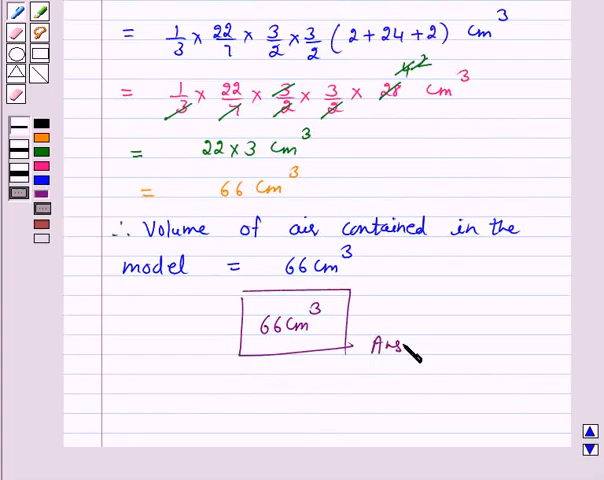 = 1/3 × 22/7 × 3/2 × 3/2 (2 + 24 + 2) cm³
= 1/3 × 22/7 × 3/2 × 3/2 × 28 4 2 cm³
= 22 × 3 cm³
= 66 cm³
∴ Volume of air contained in the
model = 66 cm³
66 cm³
Ans